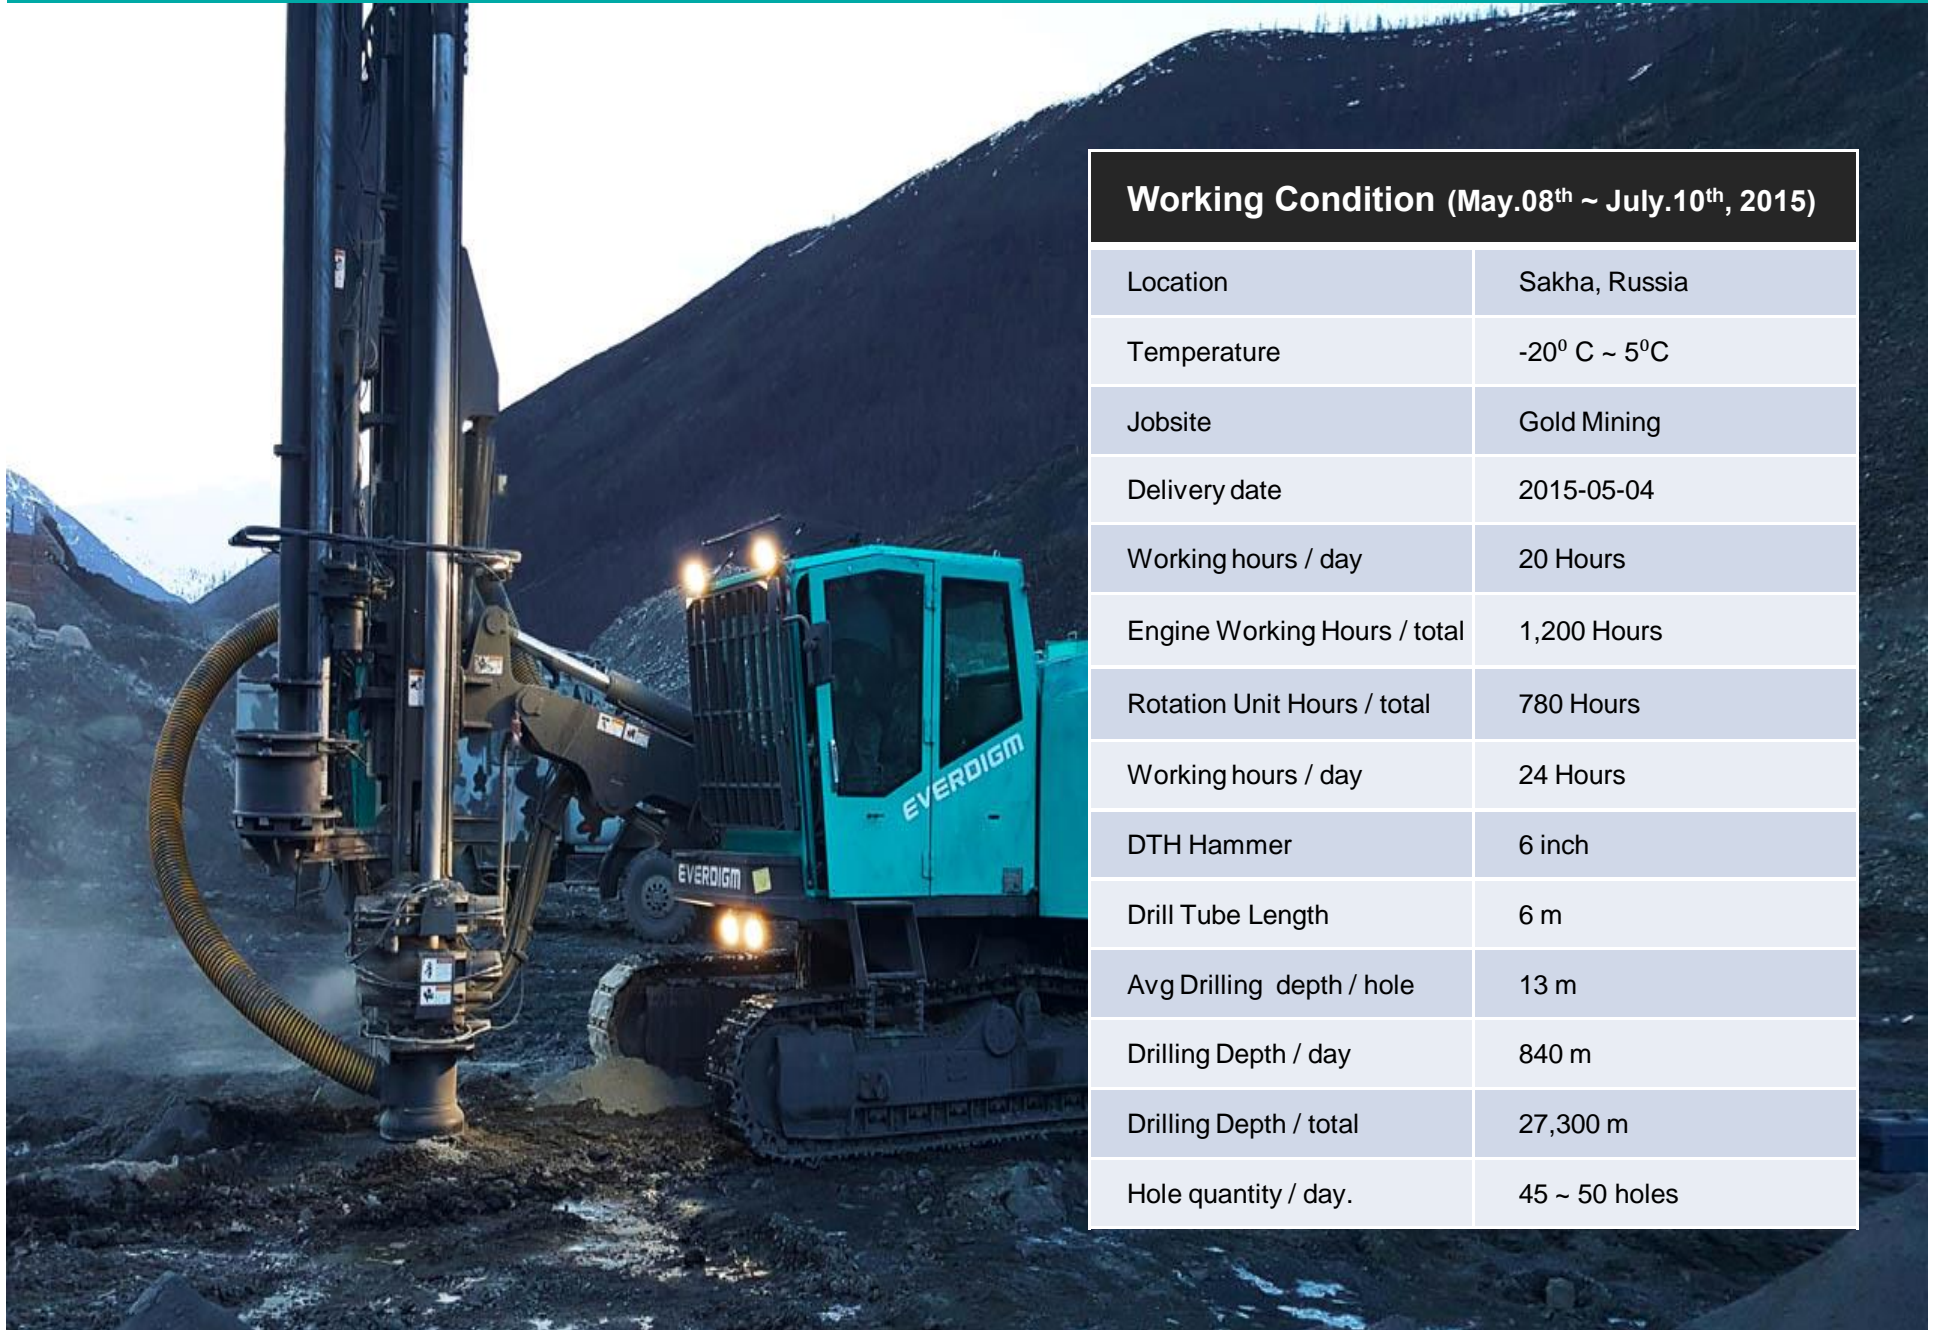 Working Condition (May.08th ~ July.10th, 2015)
Location Sakha, Russia
Temperature -20⁰ C ~ 5⁰C
Jobsite Gold Mining
Delivery date 2015-05-04
Working hours / day 20 Hours
Engine Working Hours / total 1,200 Hours
Rotation Unit Hours / total 780 Hours
Working hours / day 24 Hours
DTH Hammer 6 inch
Drill Tube Length 6 m
Avg Drilling depth / hole 13 m
Drilling Depth / day 840 m
Drilling Depth / total 27,300 m
Hole quantity / day. 45 ~ 50 holes
EVERDIGM
EVERDIGM